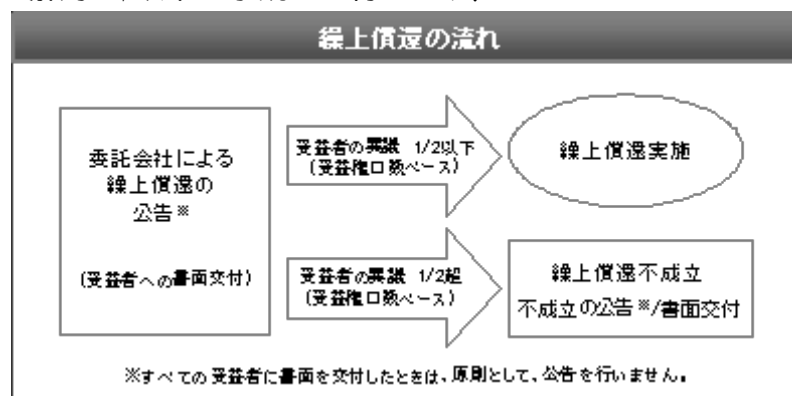 繰上償還の流れ
委託会社による
繰上償還の
公告※
(受益者への書面交付)
受益者の異議 1/2以下
(受益権口数ベース)
繰上償還実施
受益者の異議 1/2超
(受益権口数ベース)
繰上償還不成立
不成立の公告※/書面交付
※すべての受益者に書面を交付したときは、原則として、公告を行いません。